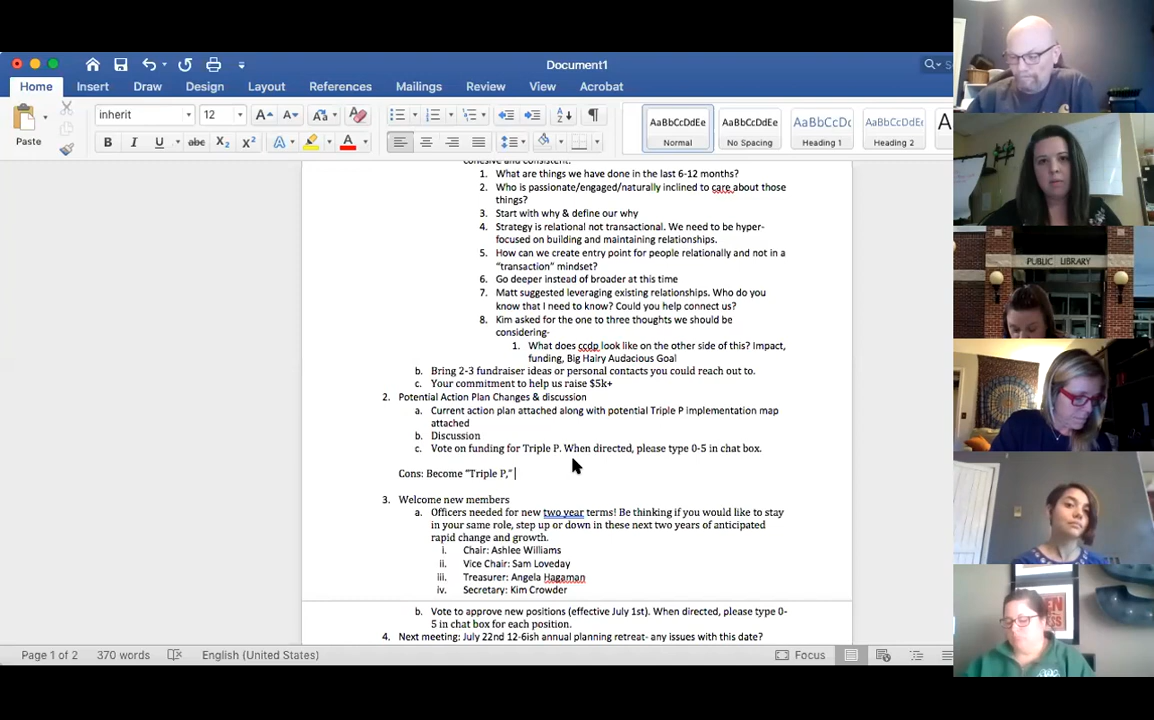 Document1
Home Insert Draw Design Layout References Mailings Review View Acrobat
Paste
inherit 12
AaBbCcDdEe AaBbCcDdEe AaBbCcDc AaBbCcDdEe
Normal No Spacing Heading 1 Heading 2
cohesive and consistent.
1. What are things we have done in the last 6-12 months?
2. Who is passionate/engaged/naturally inclined to care about those
things?
3. Start with why & define our why
4. Strategy is relational not transactional. We need to be hyper-
focused on building and maintaining relationships.
5. How can we create entry point for people relationally and not in a
“transaction” mindset?
6. Go deeper instead of broader at this time
7. Matt suggested leveraging existing relationships. Who do you
know that I need to know? Could you help connect us?
8. Kim asked for the one to three thoughts we should be
considering-
1. What does ccdp look like on the other side of this? Impact,
funding, Big Hairy Audacious Goal
b. Bring 2-3 fundraiser ideas or personal contacts you could reach out to.
c. Your commitment to help us raise $5k+
2. Potential Action Plan Changes & discussion
a. Current action plan attached along with potential Triple P implementation map
attached
b. Discussion
c. Vote on funding for Triple P. When directed, please type 0-5 in chat box.
Cons: Become “Triple P,”
3. Welcome new members
a. Officers needed for new two year terms! Be thinking if you would like to stay
in your same role, step up or down in these next two years of anticipated
rapid change and growth.
i. Chair: Ashlee Williams
ii. Vice Chair: Sam Loveday
iii. Treasurer: Angela Hagaman
iv. Secretary: Kim Crowder
b. Vote to approve new positions (effective July 1st). When directed, please type 0-
5 in chat box for each position.
4. Next meeting: July 22nd 12-6ish annual planning retreat- any issues with this date?
Page 1 of 2 370 words English (United States) Focus
PUBLIC LIBRARY